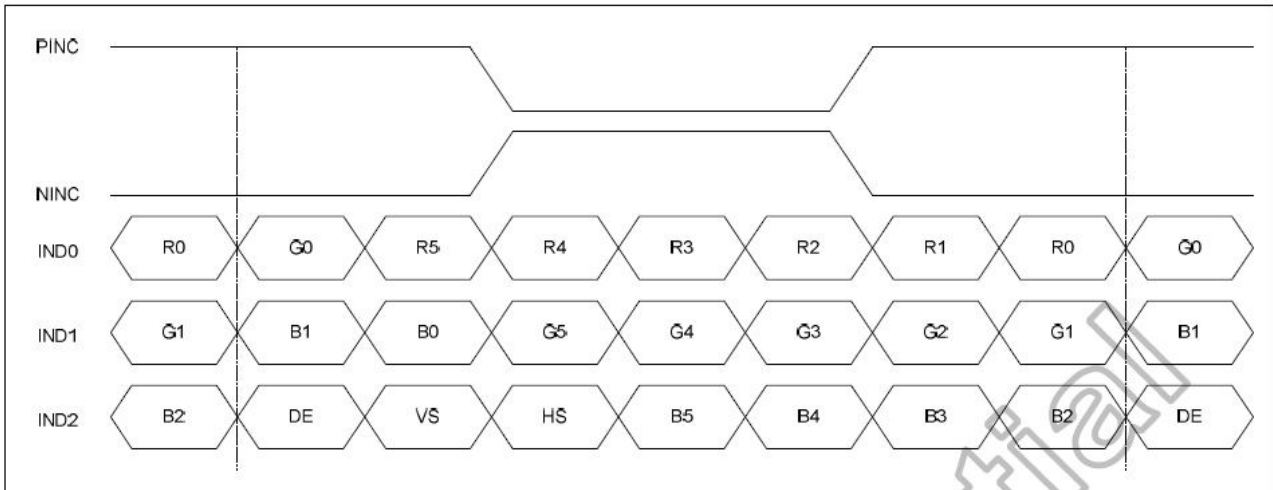 PINC
NINC
IND0 R0 G0 R5 R4 R3 R2 R1 R0 G0
IND1 G1 B1 B0 G5 G4 G3 G2 G1 B1
IND2 B2 DE VS HS B5 B4 B3 B2 DE
tial